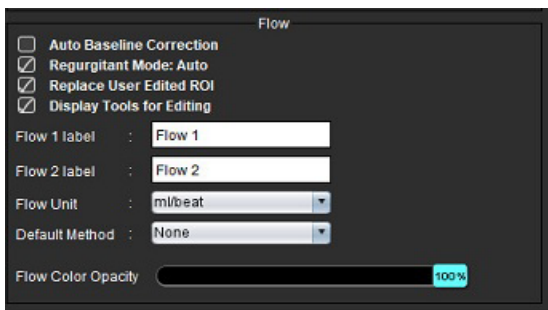 Flow
Auto Baseline Correction
Regurgitant Mode: Auto
Replace User Edited ROI
Display Tools for Editing
Flow 1 label : Flow 1
Flow 2 label : Flow 2
Flow Unit : ml/beat
Default Method : None
Flow Color Opacity 100%